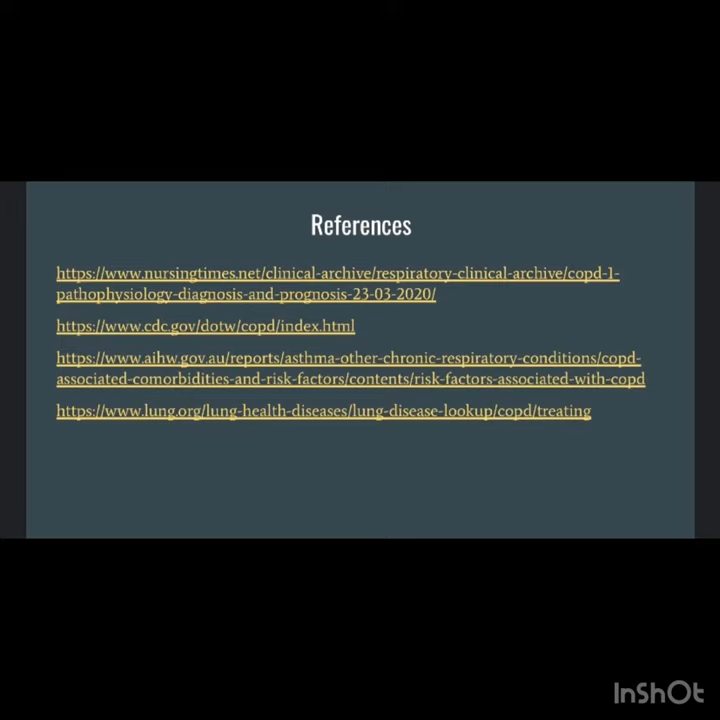 References
https://www.nursingtimes.net/clinical-archive/respiratory-clinical-archive/copd-1-
pathophysiology-diagnosis-and-prognosis-23-03-2020/
https://www.cdc.gov/dotw/copd/index.html
https://www.aihw.gov.au/reports/asthma-other-chronic-respiratory-conditions/copd-
associated-comorbidities-and-risk-factors/contents/risk-factors-associated-with-copd
https://www.lung.org/lung-health-diseases/lung-disease-lookup/copd/treating
InShOt